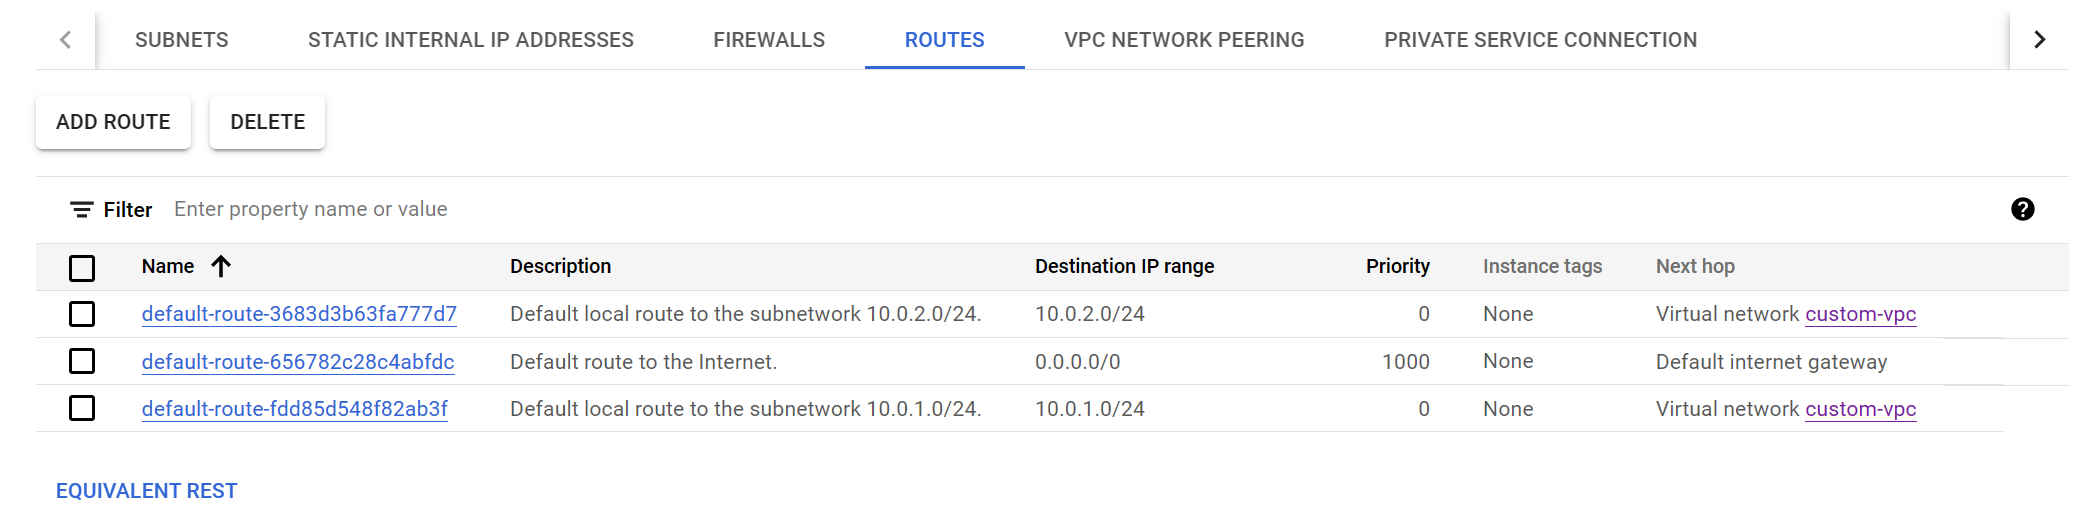 SUBNETS STATIC INTERNAL IP ADDRESSES FIREWALLS ROUTES VPC NETWORK PEERING PRIVATE SERVICE CONNECTION
ADD ROUTE DELETE
Filter Enter property name or value
Name Description Destination IP range Priority Instance tags Next hop
default-route-3683d3b63fa777d7 Default local route to the subnetwork 10.0.2.0/24. 10.0.2.0/24 0 None Virtual network custom-vpc
default-route-656782c28c4abfdc Default route to the Internet. 0.0.0.0/0 1000 None Default internet gateway
default-route-fdd85d548f82ab3f Default local route to the subnetwork 10.0.1.0/24. 10.0.1.0/24 0 None Virtual network custom-vpc
EQUIVALENT REST